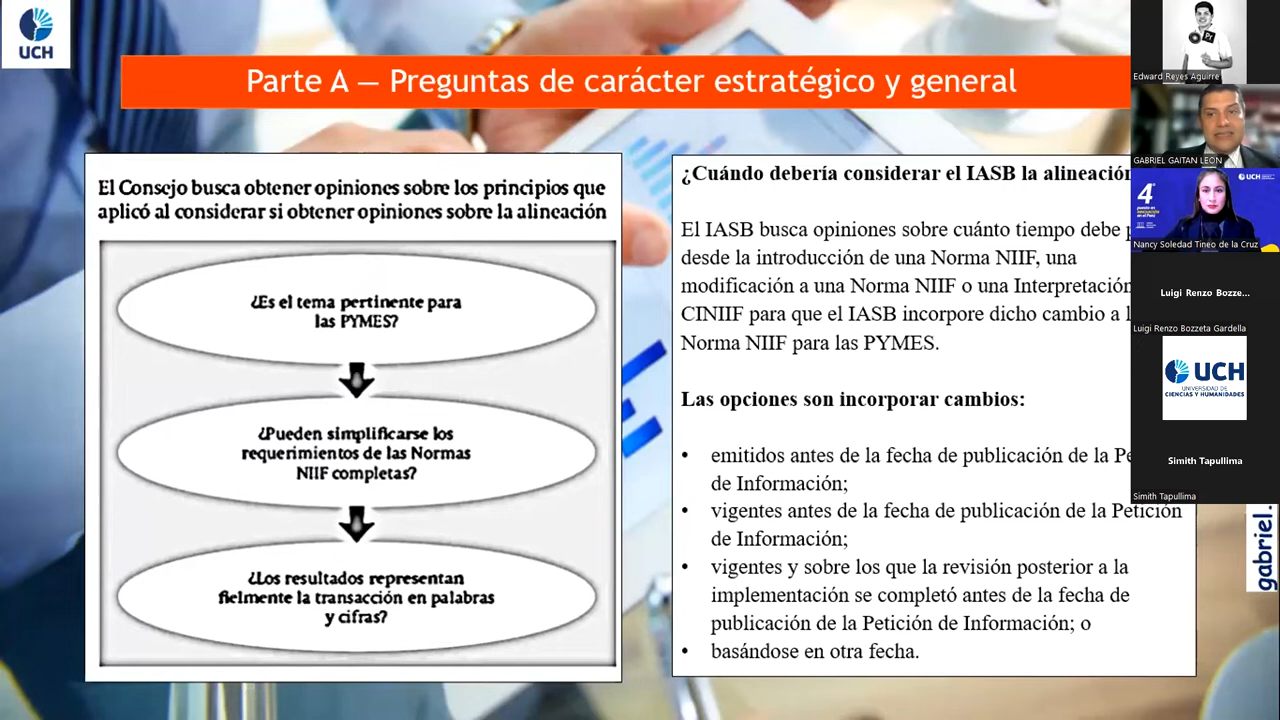 UCH
Parte A — Preguntas de carácter estratégico y general
El Consejo busca obtener opiniones sobre los principios que
aplicó al considerar si obtener opiniones sobre la alineación
¿Es el tema pertinente para
las PYMES?
¿Pueden simplificarse los
requerimientos de las Normas
NIIF completas?
¿Los resultados representan
fielmente la transacción en palabras
y cifras?
¿Cuándo debería considerar el IASB la alineación
El IASB busca opiniones sobre cuánto tiempo debe
desde la introducción de una Norma NIIF, una
modificación a una Norma NIIF o una Interpretación
CINIIF para que el IASB incorpore dicho cambio a
Norma NIIF para las PYMES.
Las opciones son incorporar cambios:
• emitidos antes de la fecha de publicación de la
de Información;
• vigentes antes de la fecha de publicación de la Petición
de Información;
• vigentes y sobre los que la revisión posterior a la
implementación se completó antes de la fecha de
publicación de la Petición de Información; o
• basándose en otra fecha.
Edward Reyes Aguirre
GABRIEL GAITAN LEON
4°
UCH
Nancy Soledad Tineo de la Cruz
Luigi Renzo Bozze...
Luigi Renzo Bozzeta Gardella
UCH
UNIVERSIDAD DE
CIENCIAS Y HUMANIDADES
Simith Tapullima
Simith Tapullima
gabriel.